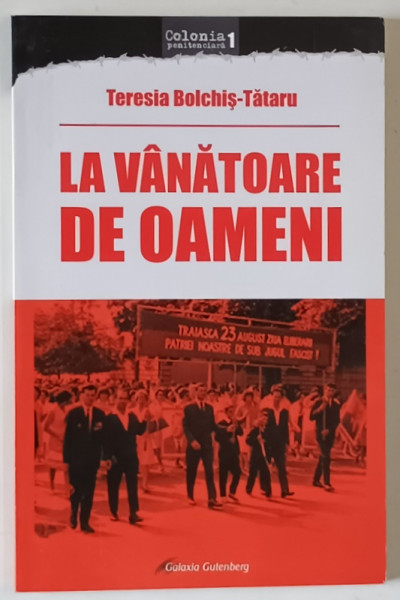 Colonia 1
penitenciară
Teresia Bolchiş-Tătaru
LA VÂNĂTOARE
DE OAMENI
TRAIASCA 23 AUGUST ZIUA ELIBERARII
PATRIEI NOASTRE DE SUB JUGUL FASCIST !
Galaxia Gutenberg